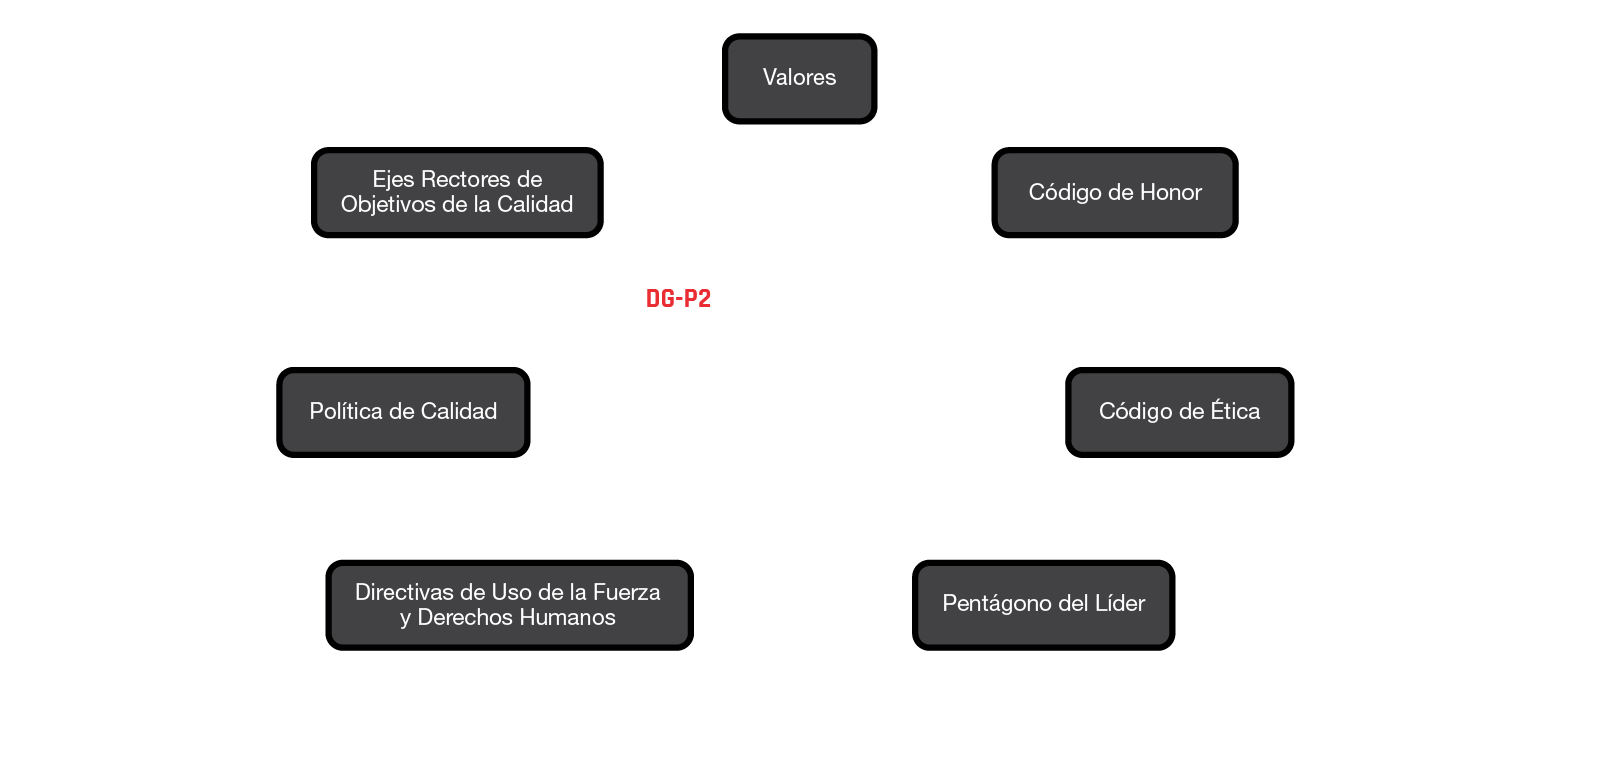 Valores
Ejes Rectores de
Objetivos de la Calidad
Código de Honor
DG-P2
Política de Calidad
Código de Ética
Directivas de Uso de la Fuerza
y Derechos Humanos
Pentágono del Líder